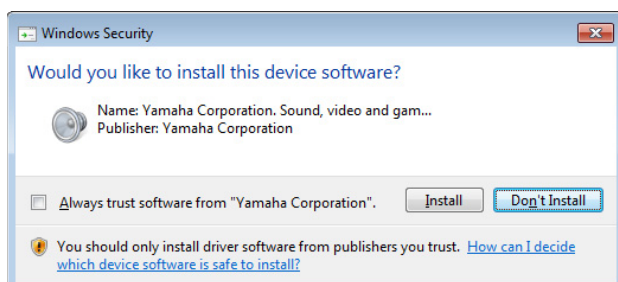 Windows Security
Would you like to install this device software?
Name: Yamaha Corporation. Sound, video and gam...
Publisher: Yamaha Corporation
Always trust software from "Yamaha Corporation".
Install
Don't Install
You should only install driver software from publishers you trust. How can I decide
which device software is safe to install?